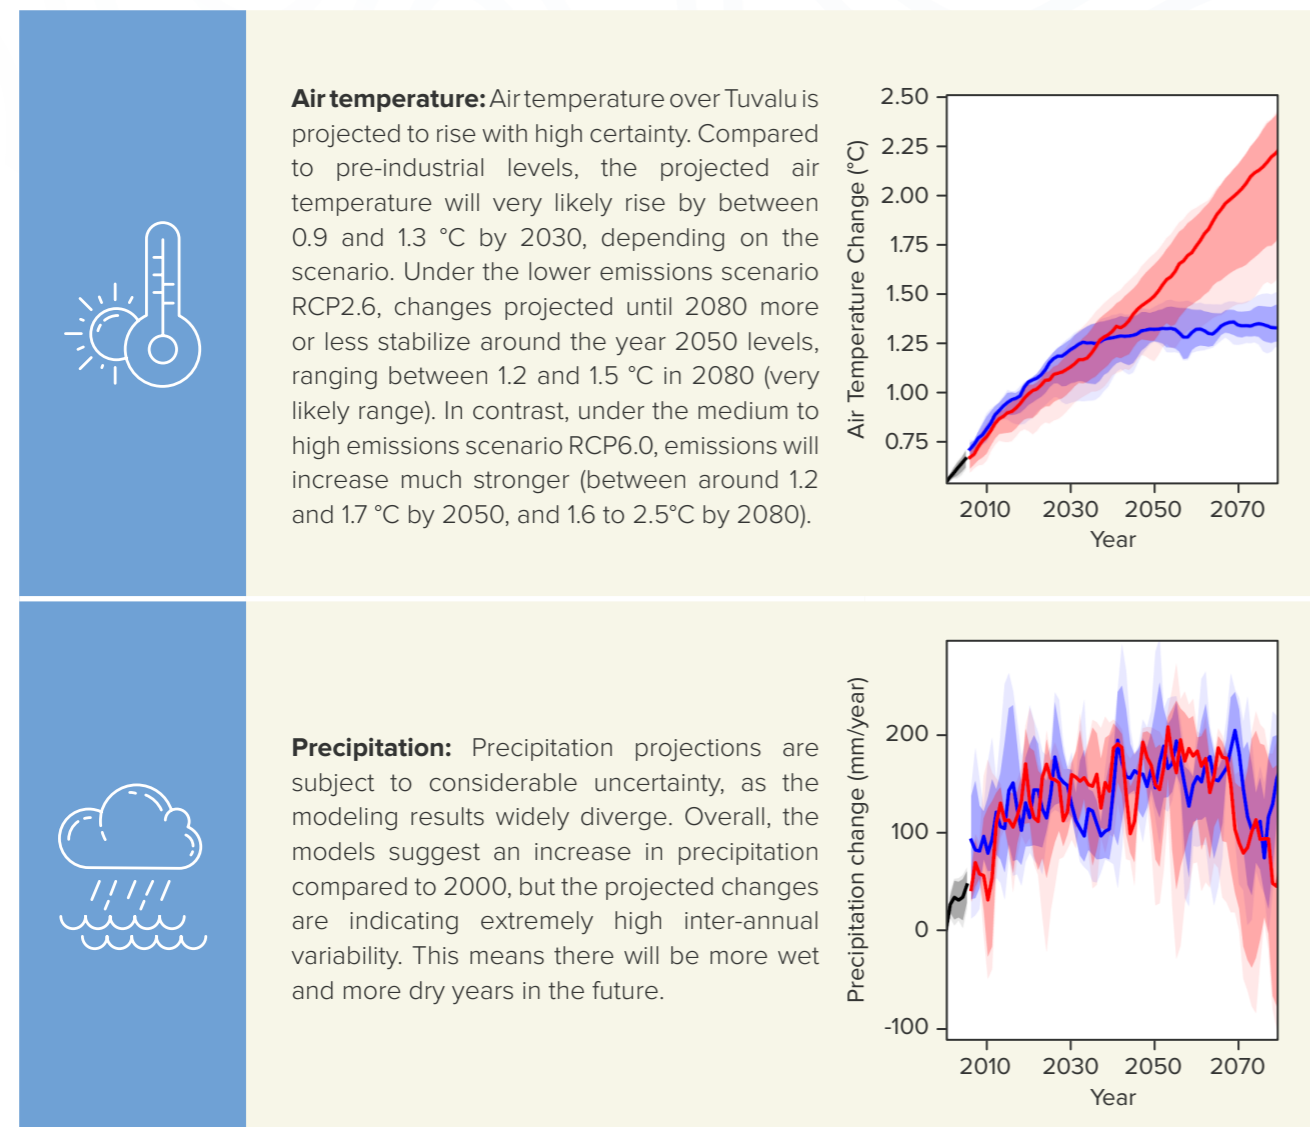 Air temperature: Air temperature over Tuvalu is
projected to rise with high certainty. Compared
to pre-industrial levels, the projected air
temperature will very likely rise by between
0.9 and 1.3 °C by 2030, depending on the
scenario. Under the lower emissions scenario
RCP2.6, changes projected until 2080 more
or less stabilize around the year 2050 levels,
ranging between 1.2 and 1.5 °C in 2080 (very
likely range). In contrast, under the medium to
high emissions scenario RCP6.0, emissions will
increase much stronger (between around 1.2
and 1.7 °C by 2050, and 1.6 to 2.5°C by 2080).
Air Temperature Change (°C)
2.50
2.25
2.00
1.75
1.50
1.25
1.00
0.75
2010 2030 2050 2070
Year
Precipitation: Precipitation projections are
subject to considerable uncertainty, as the
modeling results widely diverge. Overall, the
models suggest an increase in precipitation
compared to 2000, but the projected changes
are indicating extremely high inter-annual
variability. This means there will be more wet
and more dry years in the future.
Precipitation change (mm/year)
200
100
0
-100
2010 2030 2050 2070
Year